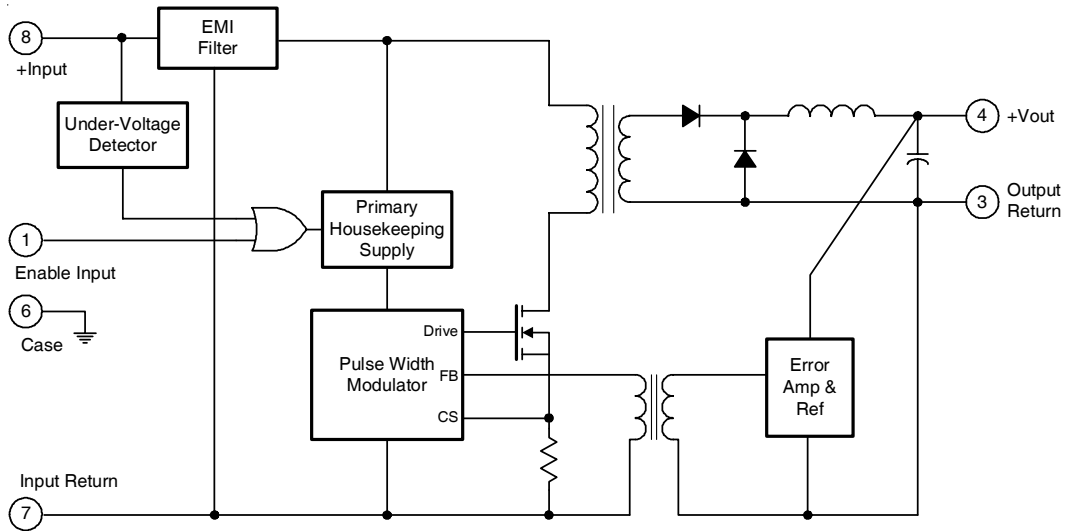 8
+Input
EMI
Filter
Under-Voltage
Detector
4
+Vout
3
Output
Return
1
Enable Input
Primary
Housekeeping
Supply
6
Case
Drive
Pulse Width
Modulator
FB
CS
Error
Amp &
Ref
Input Return
7